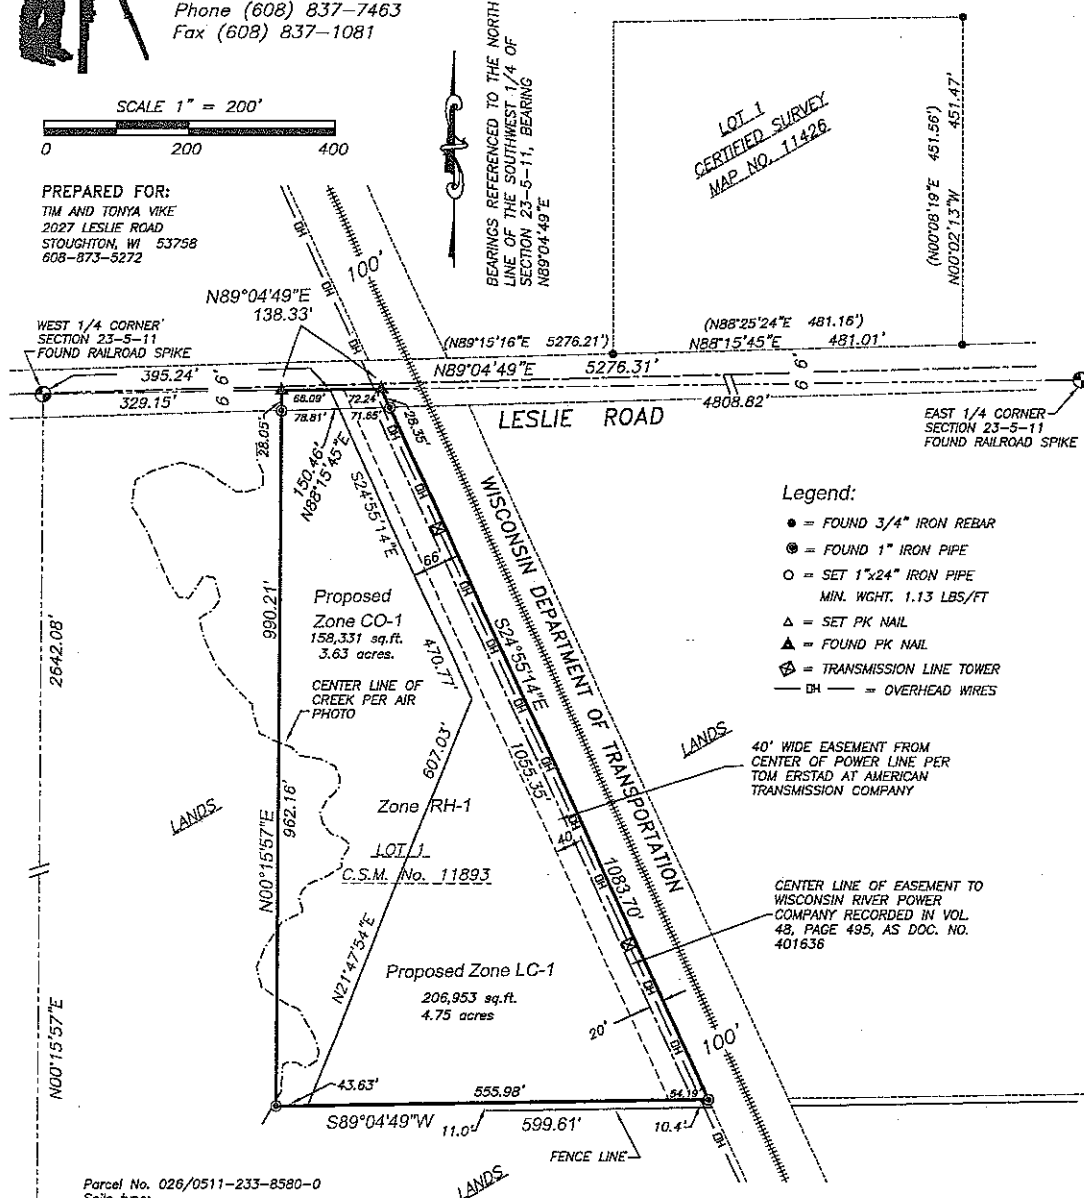 Phone (608) 837-7463
Fax (608) 837-1081
SCALE 1" = 200'
0 200 400
PREPARED FOR:
TIM AND TONYA VIKE
2027 LESLIE ROAD
STOUGHTON, WI 53758
608-873-5272
BEARINGS REFERENCED TO THE NORTH
LINE OF THE SOUTHWEST 1/4 OF
SECTION 23-5-11, BEARING
N89°04'49"E
LOT 1
CERTIFIED SURVEY
MAP NO. 11426
(N00°08'19"E 451.56')
N00°02'13"W 451.47'
100'
N89°04'49"E
138.33'
WEST 1/4 CORNER
SECTION 23-5-11
FOUND RAILROAD SPIKE
(N89°15'16"E 5276.21')
(N88°25'24"E 481.16')
N88°15'45"E 481.01'
N89°04'49"E 5276.31'
395.24'
329.15'
6 6'
66.09' 72.24'
78.81' 71.65'
6 6'
4808.82'
LESLIE ROAD
EAST 1/4 CORNER
SECTION 23-5-11
FOUND RAILROAD SPIKE
28.05'
28.35'
150.46'
N88°15'45"E
S24°55'14"E
66'
WISCONSIN DEPARTMENT OF TRANSPORTATION
Legend:
= FOUND 3/4" IRON REBAR
= FOUND 1" IRON PIPE
= SET 1"x24" IRON PIPE
MIN. WGHT. 1.13 LBS/FT
= SET PK NAIL
= FOUND PK NAIL
= TRANSMISSION LINE TOWER
OH = OVERHEAD WIRES
990.21'
2642.08'
Proposed
Zone CO-1
158,331 sq.ft.
3.63 acres.
470.77'
S24°55'14"E
CENTER LINE OF
CREEK PER AIR
PHOTO
607.03'
1055.35'
LANDS
40' WIDE EASEMENT FROM
CENTER OF POWER LINE PER
TOM ERSTAD AT AMERICAN
TRANSMISSION COMPANY
LANDS
N00°15'57"E
962.16'
Zone RH-1
LOT 1
C.S.M. No. 11893
40'
1083.70'
CENTER LINE OF EASEMENT TO
WISCONSIN RIVER POWER
COMPANY RECORDED IN VOL.
48, PAGE 495, AS DOC. NO.
401636
N21°47'54"E
Proposed Zone LC-1
206,953 sq.ft.
4.75 acres
20'
100'
N00°15'57"E
43.63'
555.98'
54.19'
S89°04'49"W 11.0' 599.61' 10.4'
FENCE LINE
LANDS
Parcel No. 026/0511-233-8580-0